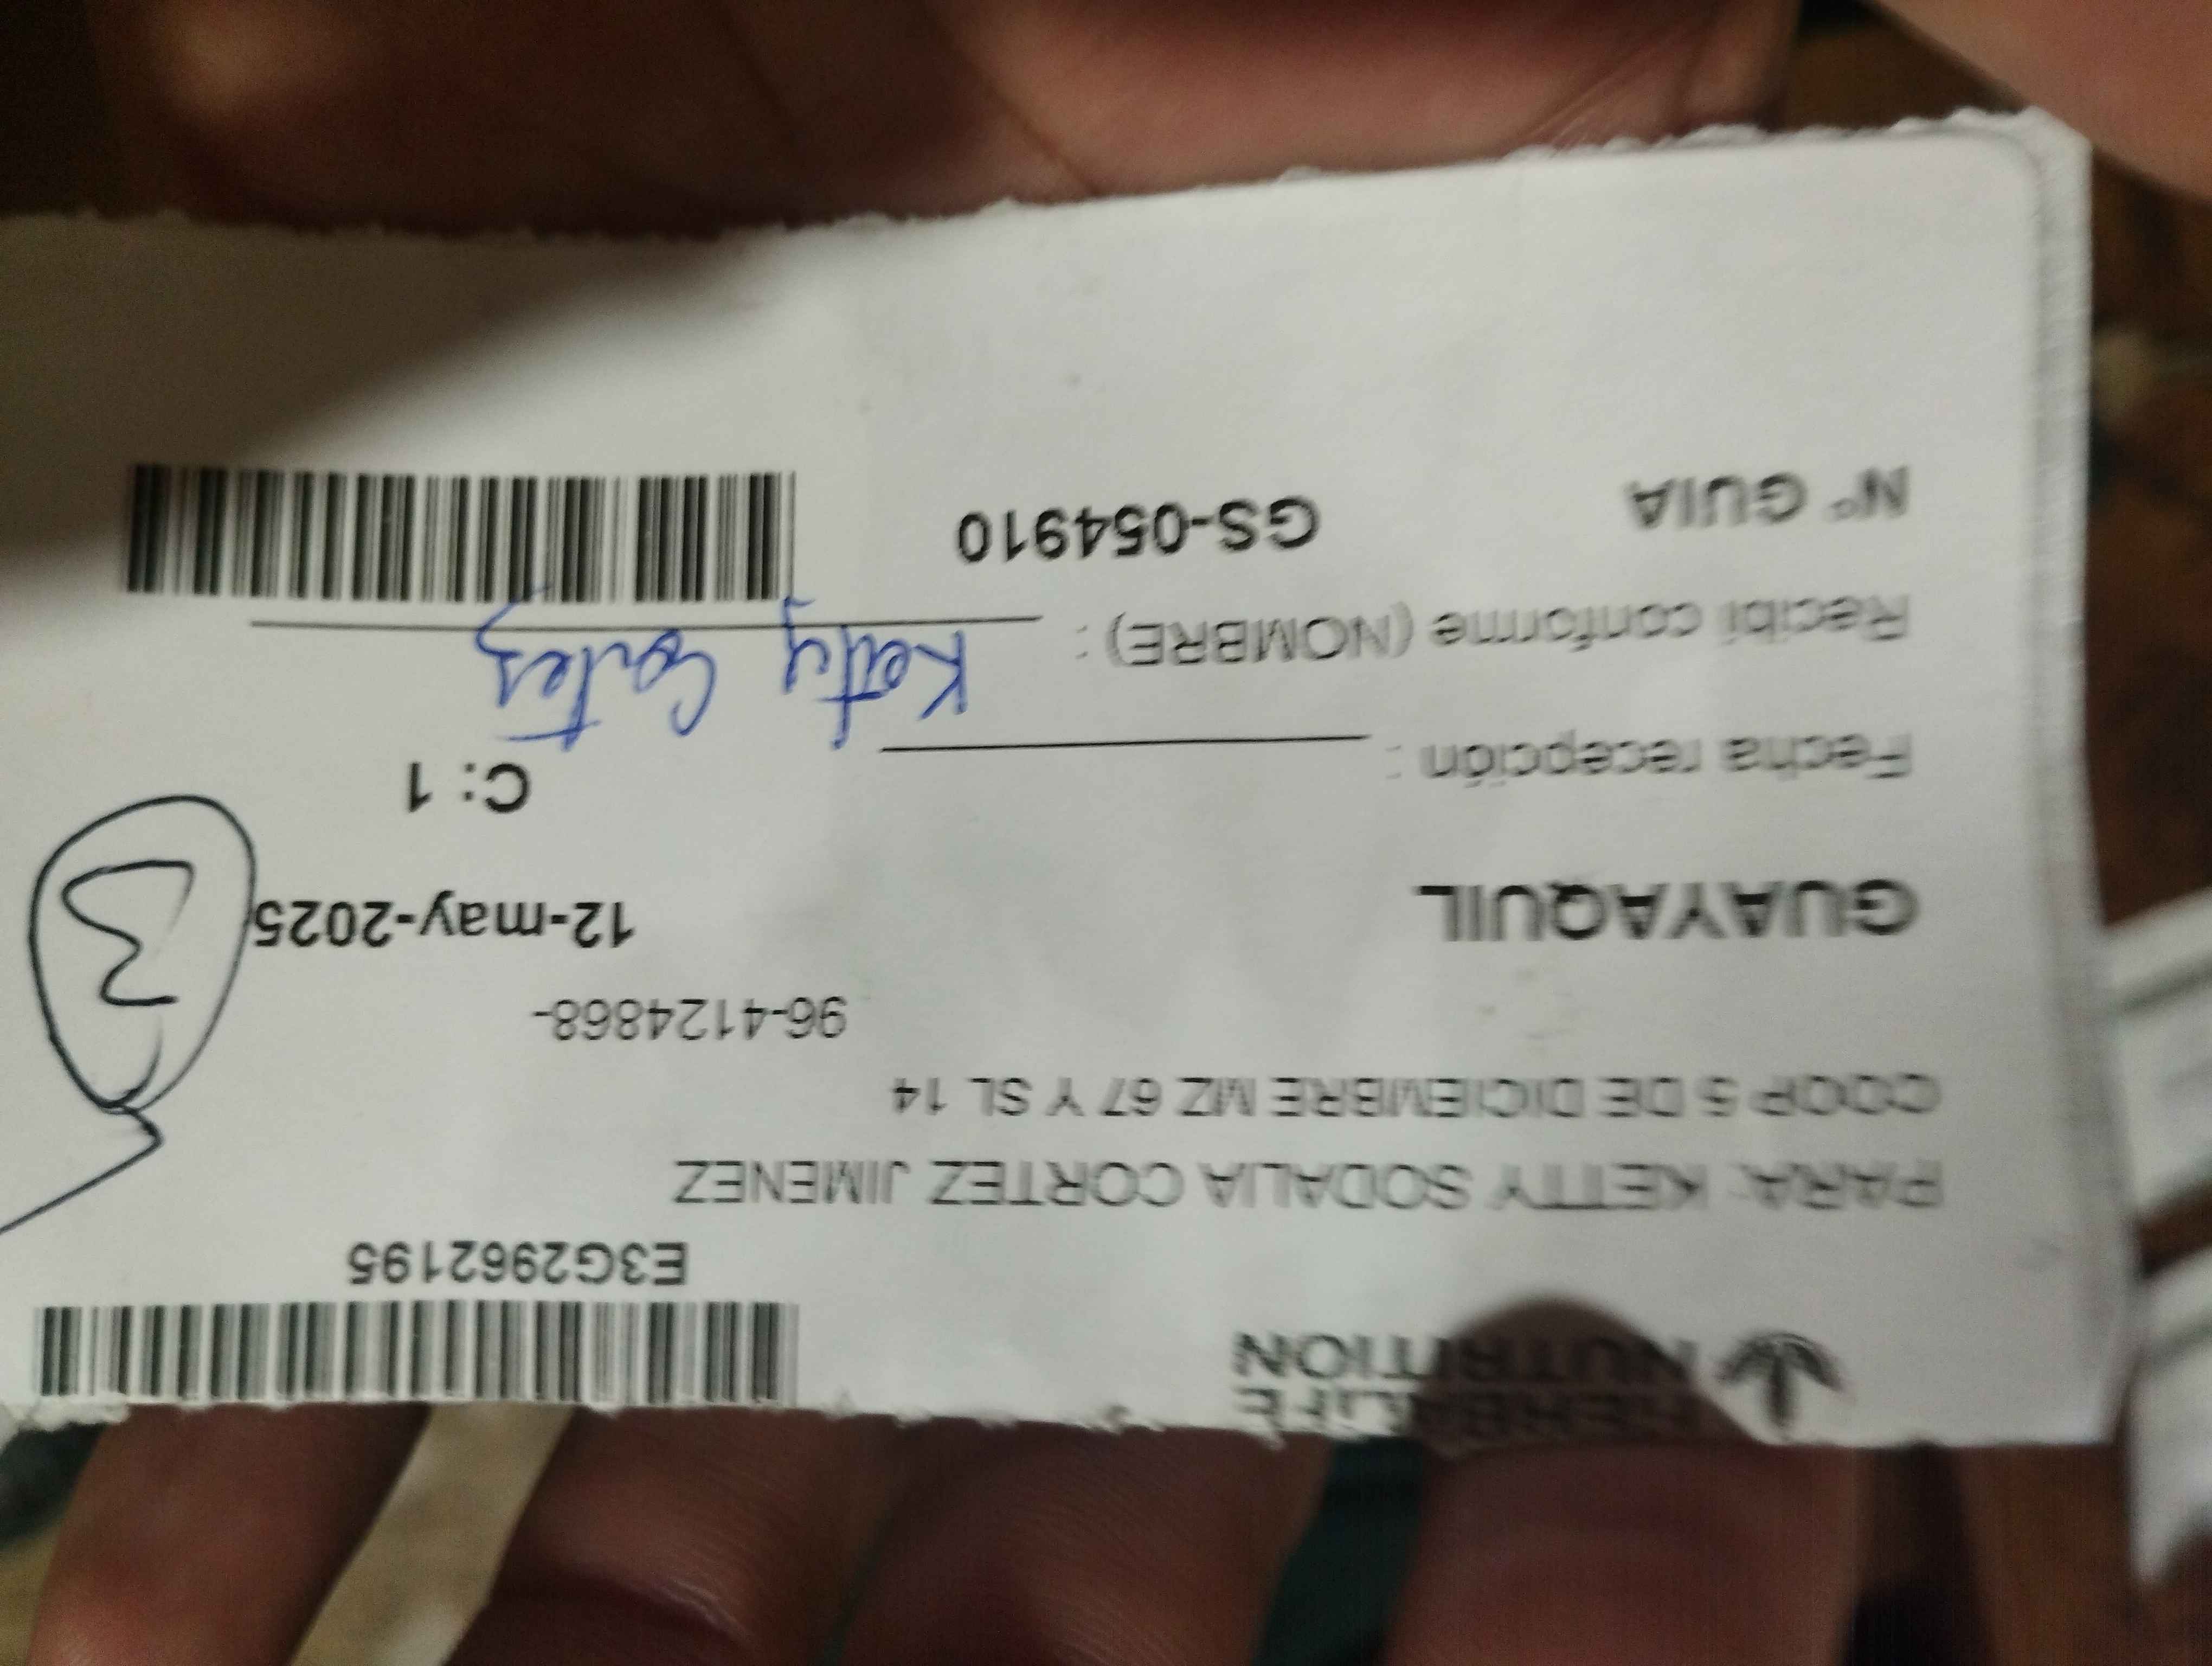 HERBALIFE
NUTRITION
E3G2962195
PARA: KETTY SODALIA CORTEZ JIMENEZ
COOP 5 DE DICIEMBRE MZ 67 Y SL 14
96-4124868-
GUAYAQUIL 12-may-2025
3
Fecha recepción : C: 1
Recibí conforme (NOMBRE) : Ketty Cortez
N° GUIA GS-054910